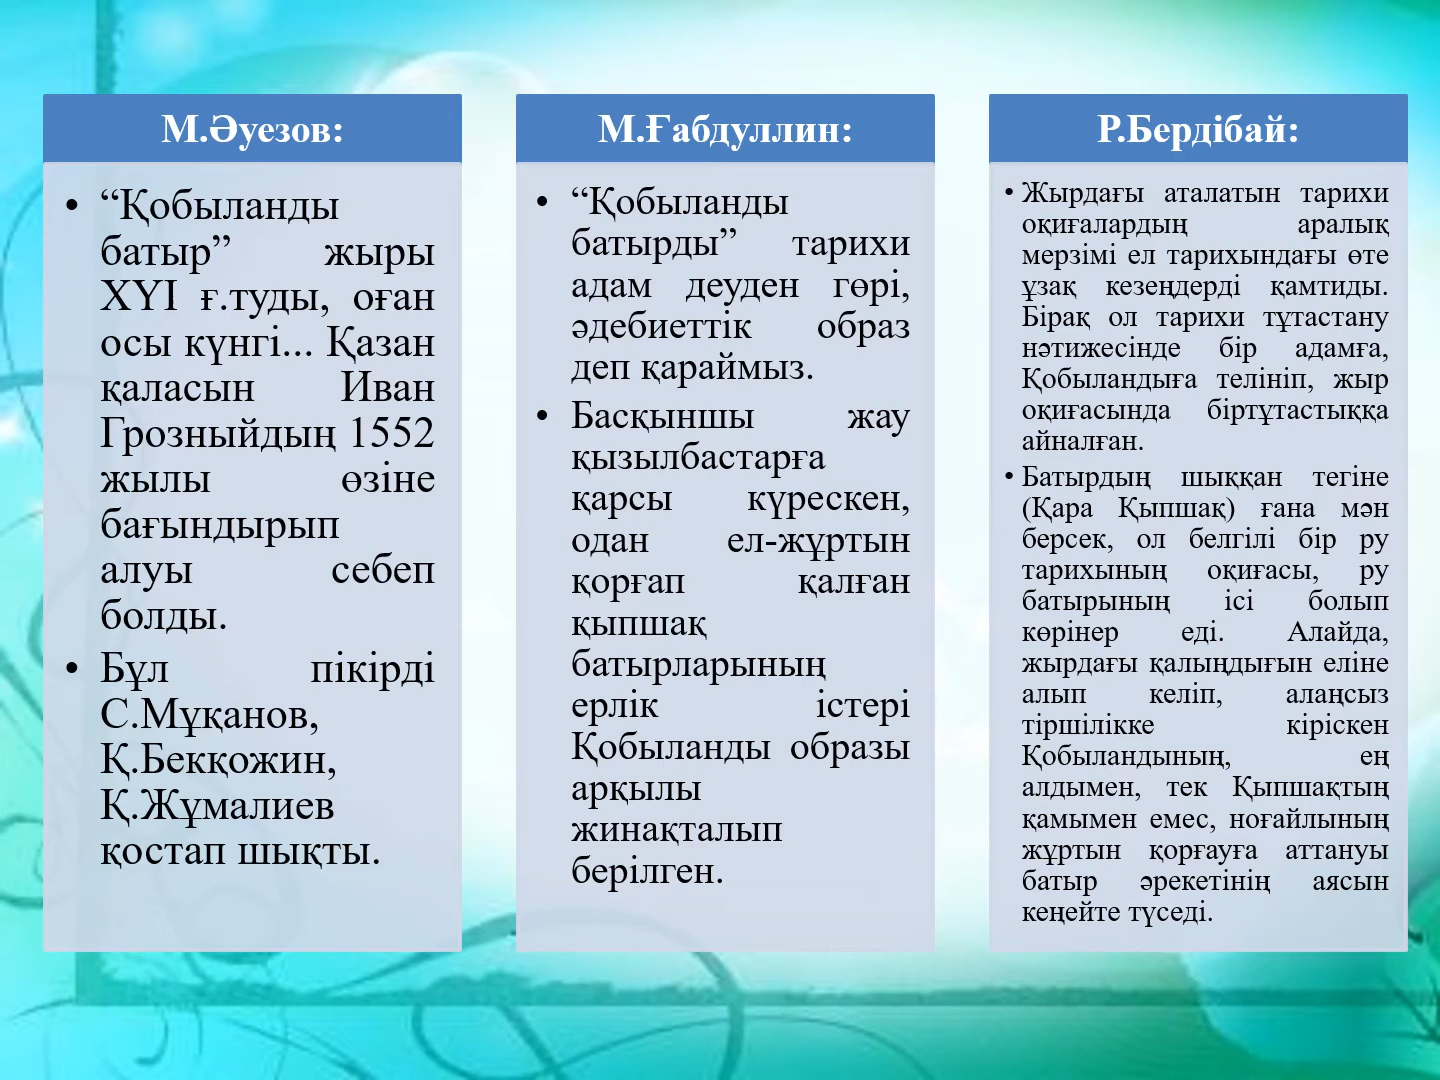 М.Әуезов:
• “Қобыланды
батыр” жыры
ХҮІ ғ.туды, оған
осы күнгі... Қазан
қаласын Иван
Грозныйдың 1552
жылы өзіне
бағындырып
алуы себеп
болды.
• Бұл пікірді
С.Мұқанов,
Қ.Бекқожин,
Қ.Жұмалиев
қостап шықты.
М.Ғабдуллин:
• “Қобыланды
батырды” тарихи
адам деуден гөрі,
әдебиеттік образ
деп қараймыз.
• Басқыншы жау
қызылбастарға
қарсы күрескен,
одан ел-жұртын
қорғап қалған
қыпшақ
батырларының
ерлік істері
Қобыланды образы
арқылы
жинақталып
берілген.
Р.Бердібай:
• Жырдағы аталатын тарихи
оқиғалардың аралық
мерзімі ел тарихындағы өте
ұзақ кезеңдерді қамтиды.
Бірақ ол тарихи тұтастану
нәтижесінде бір адамға,
Қобыландыға телініп, жыр
оқиғасында біртұтастыққа
айналған.
• Батырдың шыққан тегіне
(Қара Қыпшақ) ғана мән
берсек, ол белгілі бір ру
тарихының оқиғасы, ру
батырының ісі болып
көрінер еді. Алайда,
жырдағы қалыңдығын еліне
алып келіп, алаңсыз
тіршілікке кіріскен
Қобыландының, ең
алдымен, тек Қыпшақтың
қамымен емес, ноғайлының
жұртын қорғауға аттануы
батыр әрекетінің аясын
кеңейте түседі.